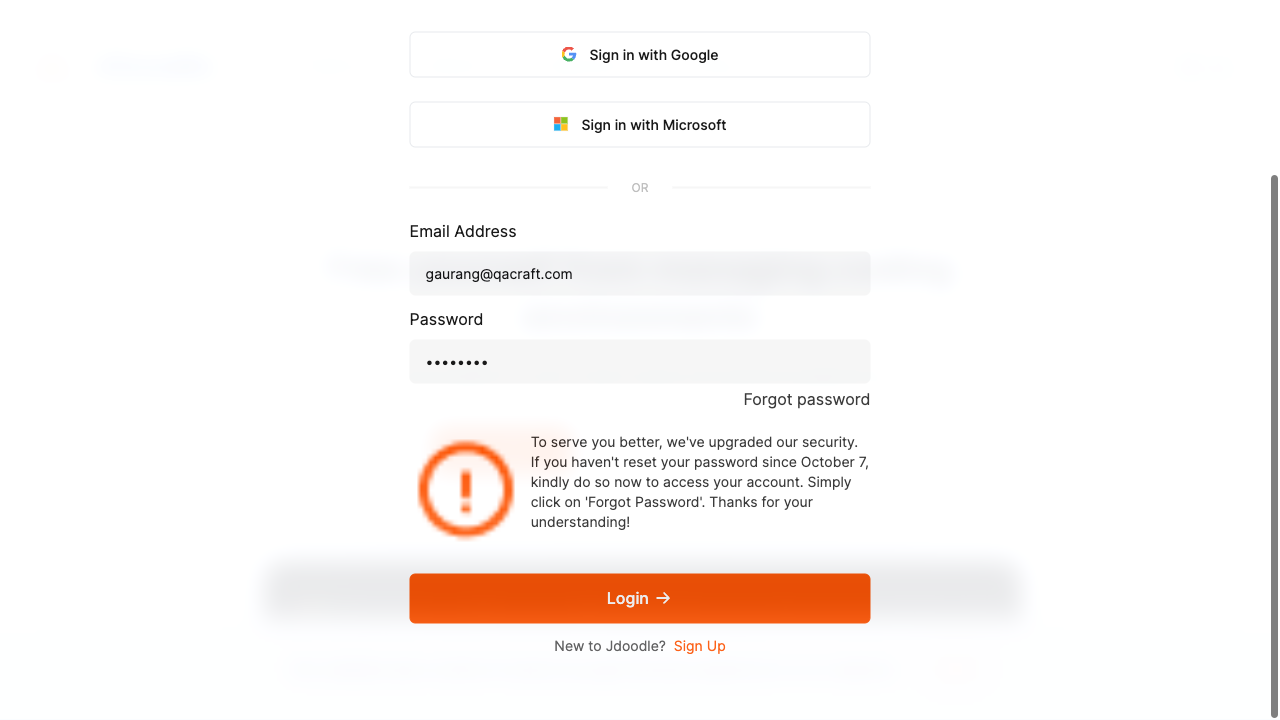 Sign in with Google
Sign in with Microsoft
OR
Email Address
gaurang@qacraft.com
Password
••••••••
Forgot password
To serve you better, we've upgraded our security.
If you haven't reset your password since October 7,
kindly do so now to access your account. Simply
click on 'Forgot Password'. Thanks for your
understanding!
Login →
New to Jdoodle? Sign Up